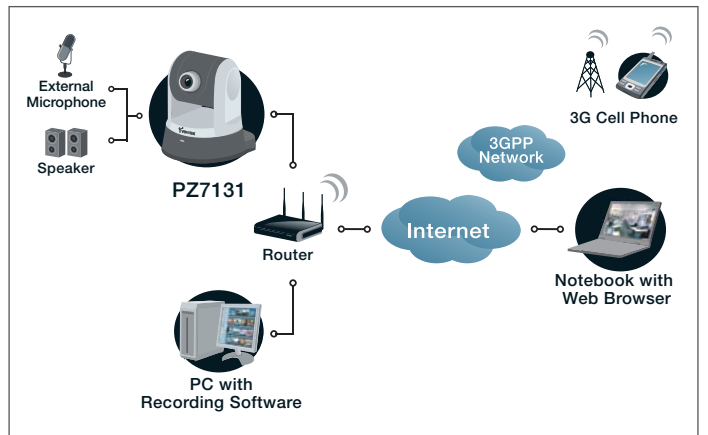 External
Microphone
Speaker
VIVOTEK
PZ7131
3G Cell Phone
3GPP
Network
Router
Internet
Notebook with
Web Browser
PC with
Recording Software